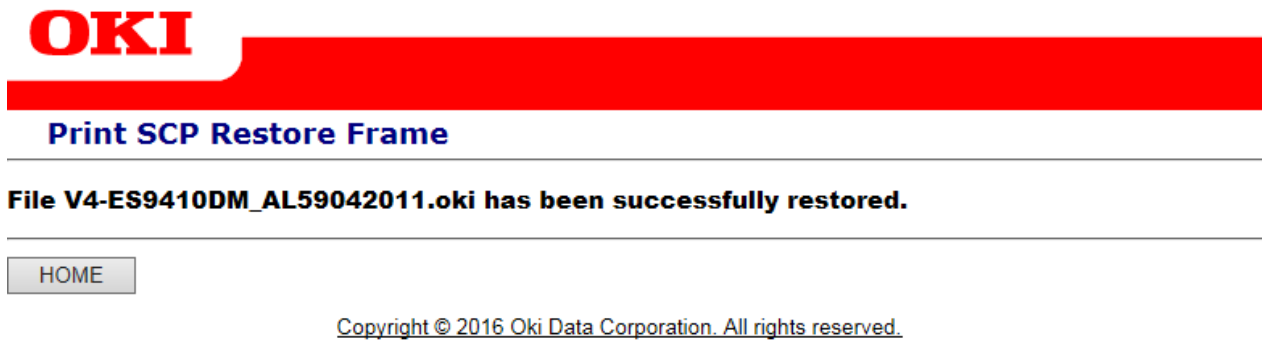 OKI
Print SCP Restore Frame
File V4-ES9410DM_AL59042011.oki has been successfully restored.
HOME
Copyright © 2016 Oki Data Corporation. All rights reserved.